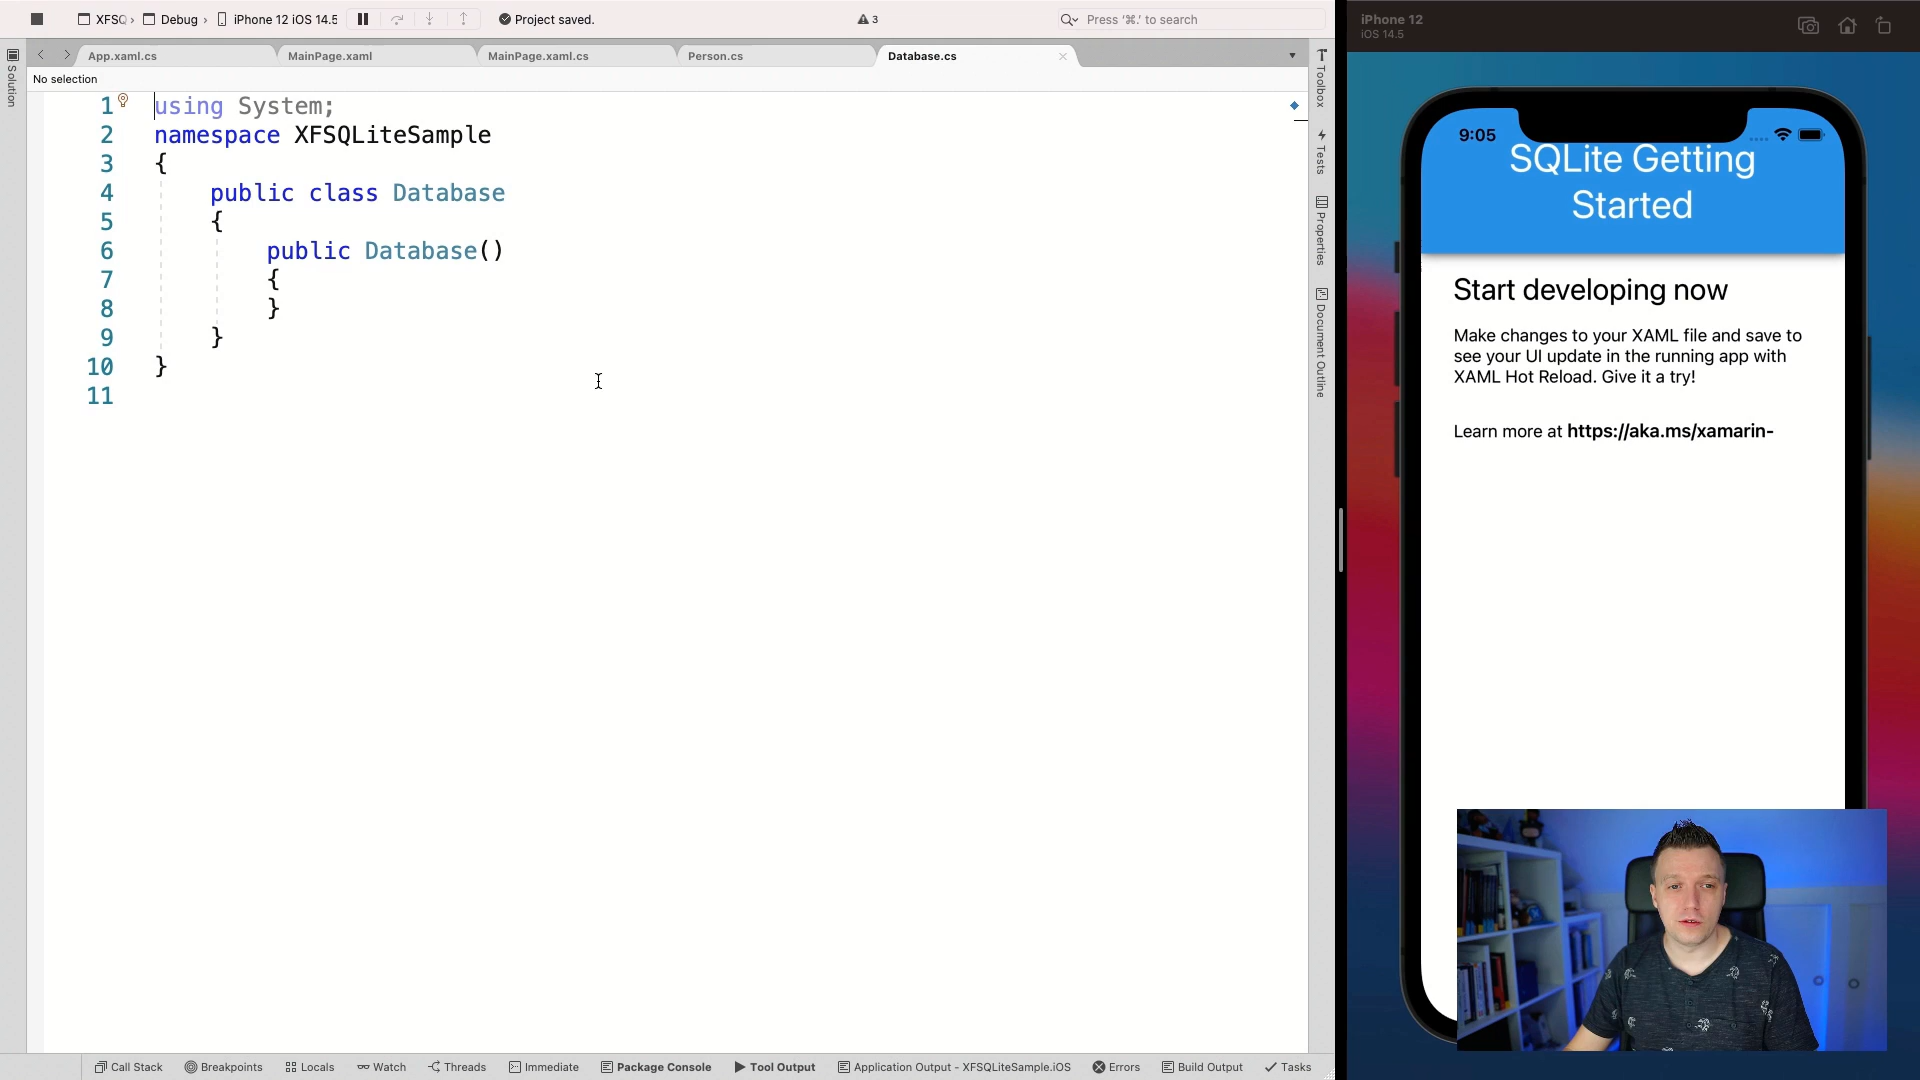 XFSQ › Debug › iPhone 12 iOS 14.5
Project saved.
3
Press ‘⌘.’ to search
App.xaml.cs
MainPage.xaml
MainPage.xaml.cs
Person.cs
Database.cs
No selection
Solution
1 using System;
2 namespace XFSQLiteSample
3 {
4 public class Database
5 {
6 public Database()
7 {
8 }
9 }
10 }
11
Toolbox
Tests
Properties
Document Outline
Call Stack
Breakpoints
Locals
Watch
Threads
Immediate
Package Console
Tool Output
Application Output - XFSQLiteSample.iOS
Errors
Build Output
Tasks
iPhone 12
iOS 14.5
9:05
SQLite Getting
Started
Start developing now
Make changes to your XAML file and save to
see your UI update in the running app with
XAML Hot Reload. Give it a try!
Learn more at https://aka.ms/xamarin-